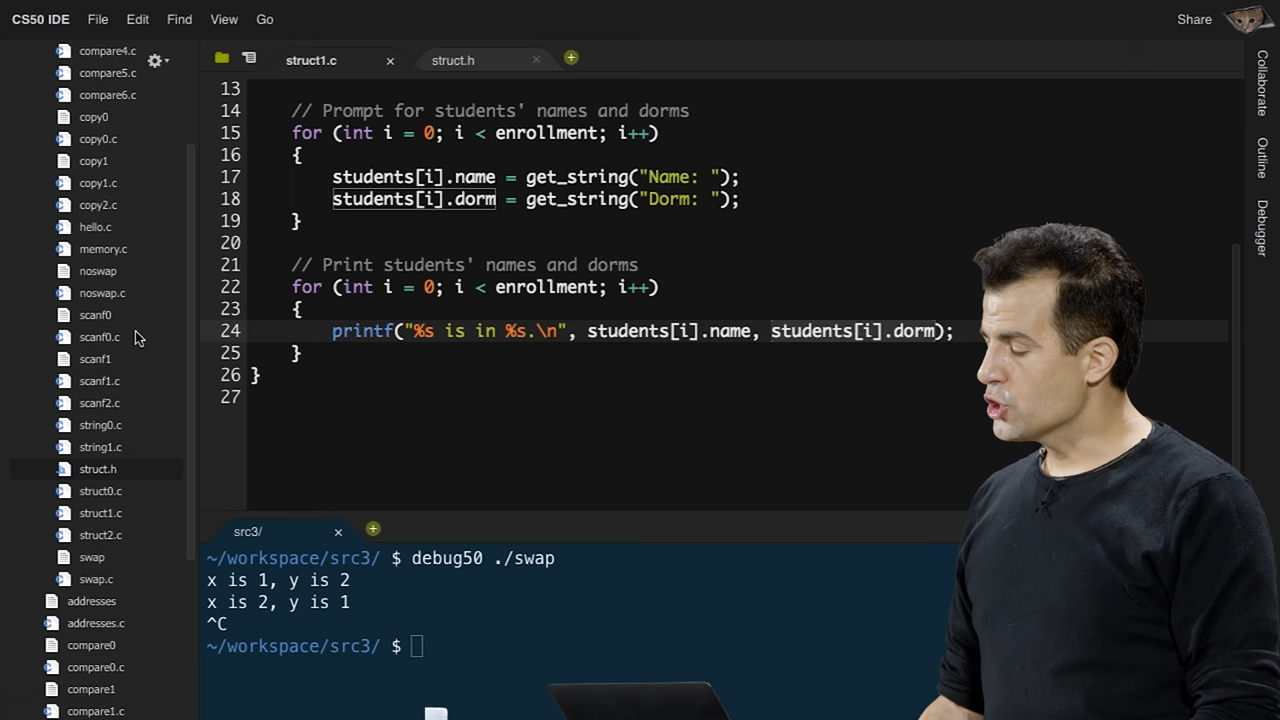 CS50 IDE File Edit Find View Go Share
compare4.c
compare5.c
compare6.c
copy0
copy0.c
copy1
copy1.c
copy2.c
hello.c
memory.c
noswap
noswap.c
scanf0
scanf0.c
scanf1
scanf1.c
scanf2.c
string0.c
string1.c
struct.h
struct0.c
struct1.c
struct2.c
swap
swap.c
addresses
addresses.c
compare0
compare0.c
compare1
compare1.c
struct1.c × struct.h ×
13
14 // Prompt for students' names and dorms
15 for (int i = 0; i < enrollment; i++)
16 {
17 students[i].name = get_string("Name: ");
18 students[i].dorm = get_string("Dorm: ");
19 }
20
21 // Print students' names and dorms
22 for (int i = 0; i < enrollment; i++)
23 {
24 printf("%s is in %s.\n", students[i].name, students[i].dorm);
25 }
26 }
27
src3/ ×
~/workspace/src3/ $ debug50 ./swap
x is 1, y is 2
x is 2, y is 1
^C
~/workspace/src3/ $
Collaborate
Outline
Debugger